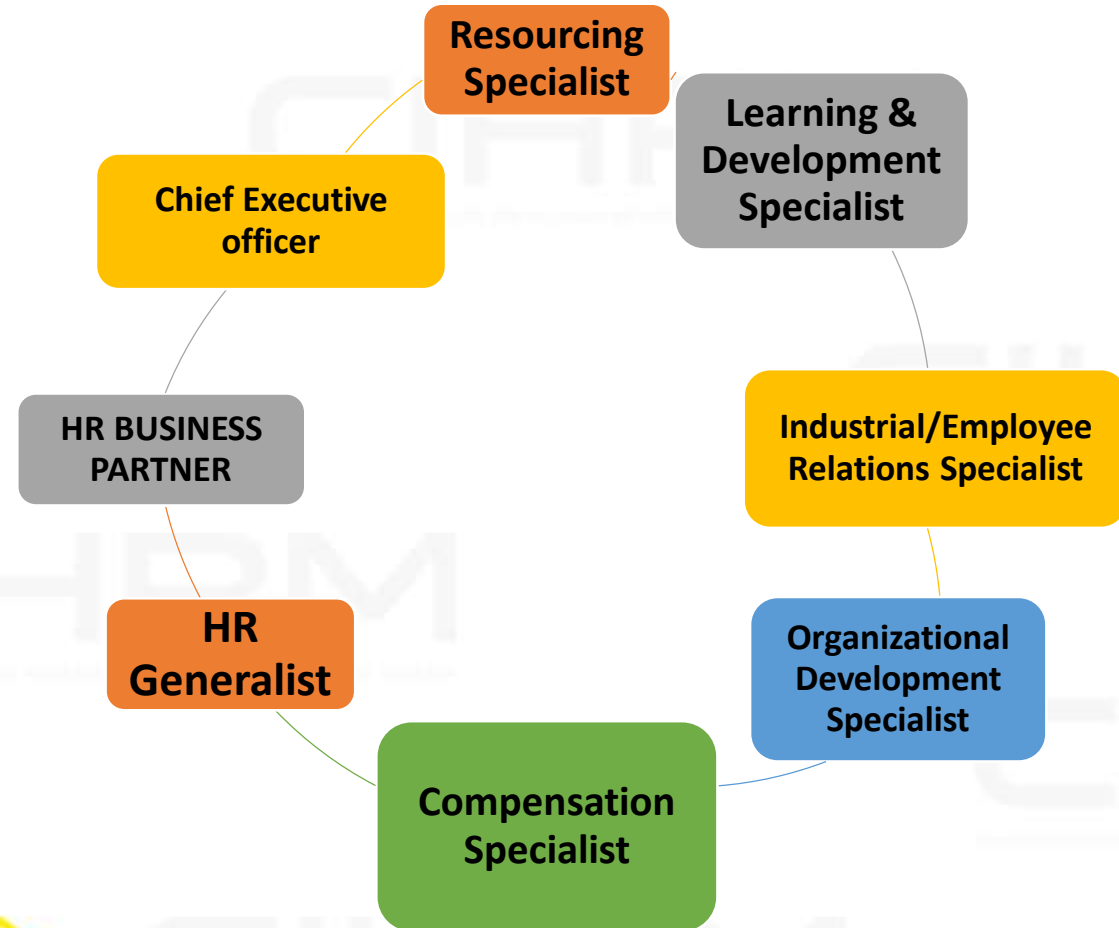 Resourcing
Specialist
Learning &
Development
Specialist
Industrial/Employee
Relations Specialist
Organizational
Development
Specialist
Compensation
Specialist
HR
Generalist
HR BUSINESS
PARTNER
Chief Executive
officer